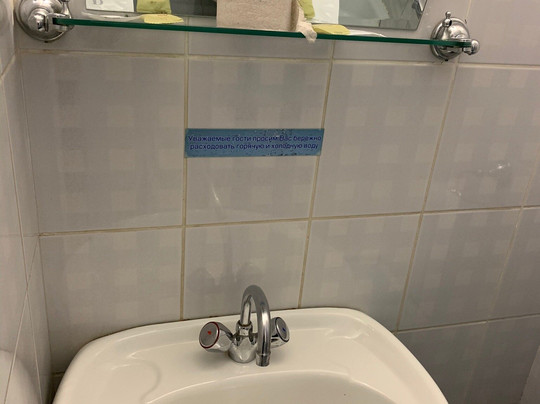 Уважаемые гости просим Вас бережно
расходовать горячую и холодную воду